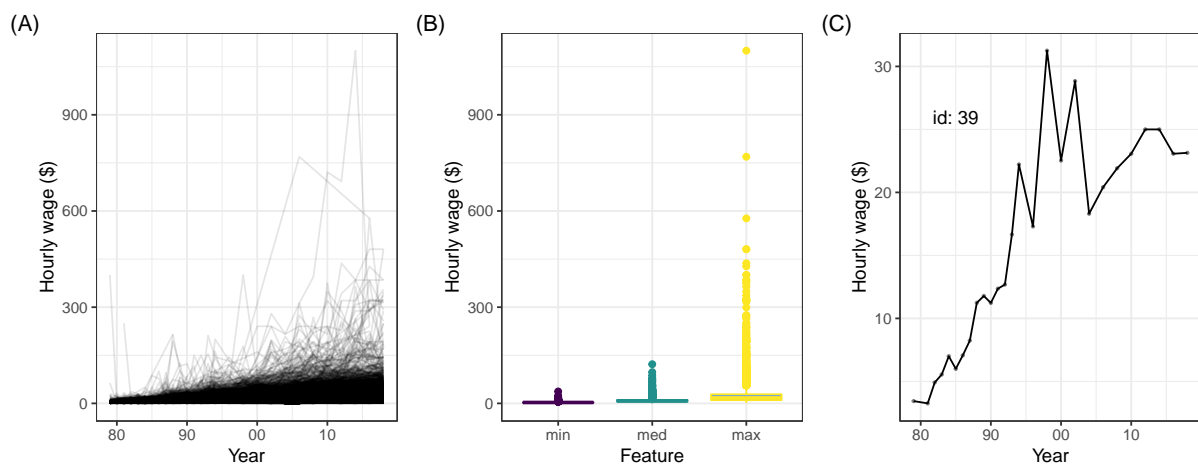 (A)
Hourly wage ($)
900
600
300
0
80 90 00 10
Year
(B)
Hourly wage ($)
900
600
300
0
min med max
Feature
(C)
Hourly wage ($)
30
20
10
id: 39
80 90 00 10
Year